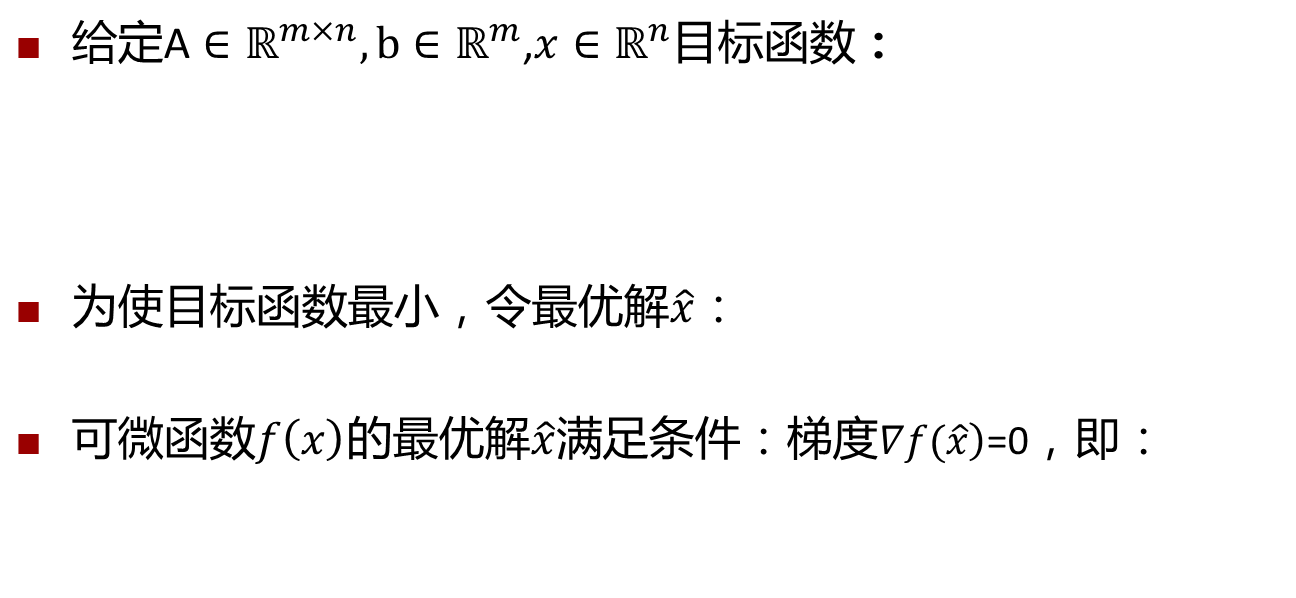 给定A ∈ ℝ^{m×n}, b ∈ ℝ^m,x ∈ ℝ^n目标函数：
为使目标函数最小，令最优解x̂：
可微函数f(x)的最优解x̂满足条件：梯度∇f(x̂)=0，即：